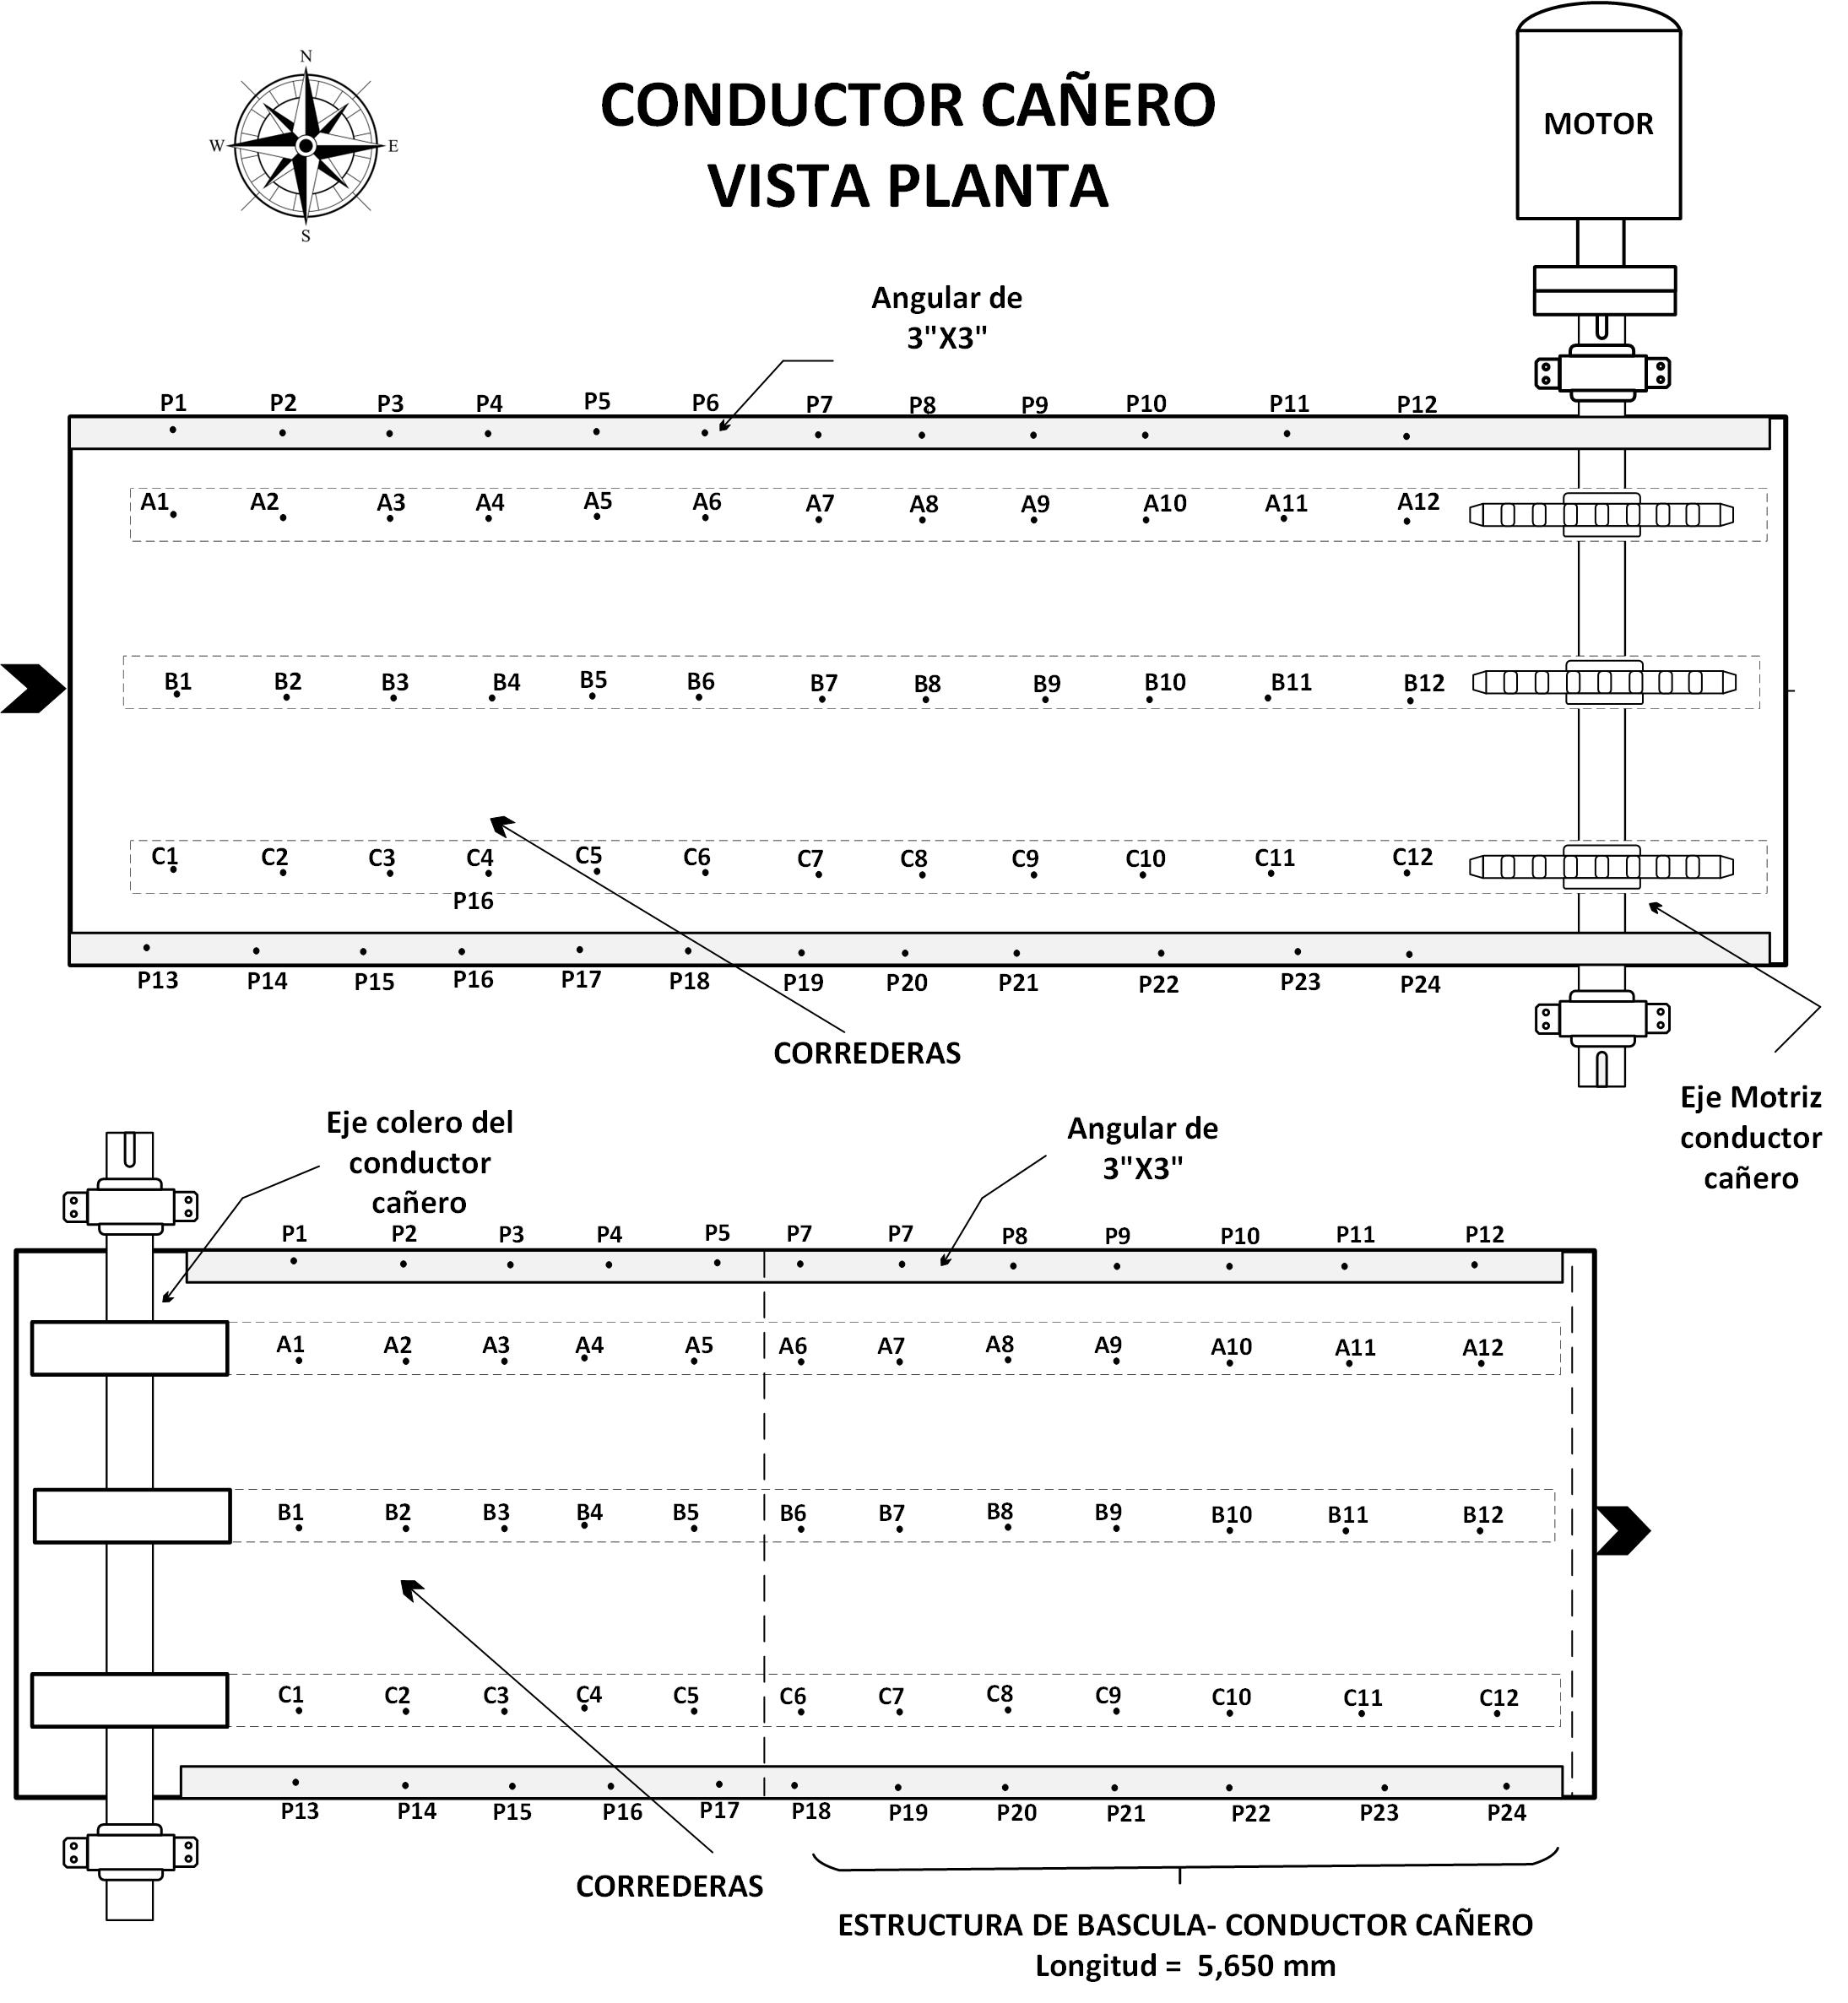 N
W E
S
CONDUCTOR CAÑERO
VISTA PLANTA
MOTOR
Angular de
3"X3"
P1 P2 P3 P4 P5 P6 P7 P8 P9 P10 P11 P12
A1 A2 A3 A4 A5 A6 A7 A8 A9 A10 A11 A12
B1 B2 B3 B4 B5 B6 B7 B8 B9 B10 B11 B12
C1 C2 C3 C4 C5 C6 C7 C8 C9 C10 C11 C12
P16
P13 P14 P15 P16 P17 P18 P19 P20 P21 P22 P23 P24
CORREDERAS
Eje Motriz
conductor
cañero
Eje colero del
conductor
cañero
Angular de
3"X3"
P1 P2 P3 P4 P5 P7 P7 P8 P9 P10 P11 P12
A1 A2 A3 A4 A5 A6 A7 A8 A9 A10 A11 A12
B1 B2 B3 B4 B5 B6 B7 B8 B9 B10 B11 B12
C1 C2 C3 C4 C5 C6 C7 C8 C9 C10 C11 C12
P13 P14 P15 P16 P17 P18 P19 P20 P21 P22 P23 P24
CORREDERAS
ESTRUCTURA DE BASCULA- CONDUCTOR CAÑERO
Longitud = 5,650 mm